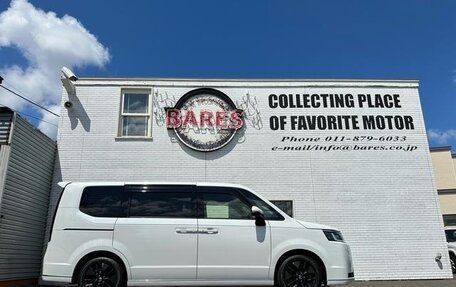 BARES
COLLECTING PLACE
OF FAVORITE MOTOR
Phone 011-879-6033
e-mail/info@bares.co.jp